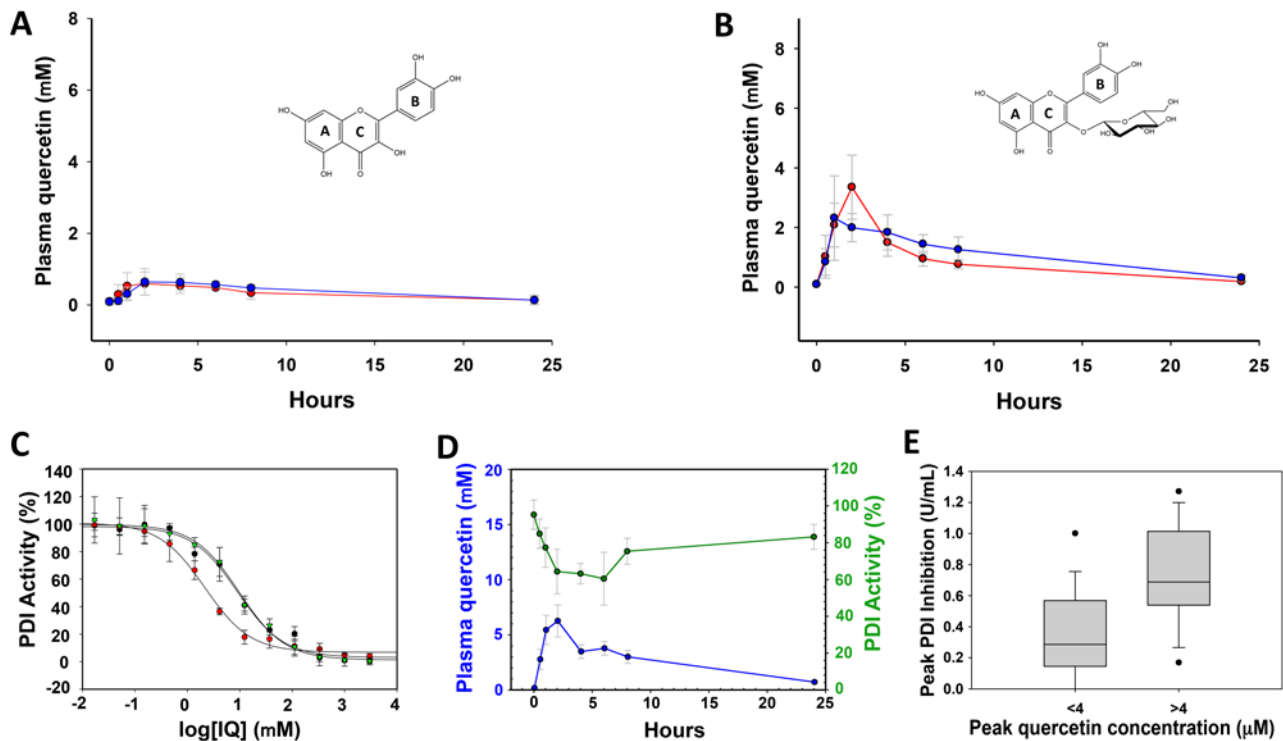 A
Plasma quercetin (mM)
8
6
4
2
0
0 5 10 15 20 25
Hours
HO
OH
OH
OH
OH
O
O
A
C
B
B
Plasma quercetin (mM)
8
6
4
2
0
0 5 10 15 20 25
Hours
HO
OH
OH
OH
O
O
O
O
OH
OH
HO
OH
A
C
B
C
PDI Activity (%)
140
120
100
80
60
40
20
0
-20
-2 -1 0 1 2 3 4
log[IQ] (mM)
D
Plasma quercetin (mM)
20
15
10
5
0
0 5 10 15 20 25
Hours
PDI Activity (%)
120
100
80
60
40
20
0
E
Peak PDI Inhibition (U/mL)
1.4
1.2
1.0
0.8
0.6
0.4
0.2
0.0
<4 >4
Peak quercetin concentration (μM)